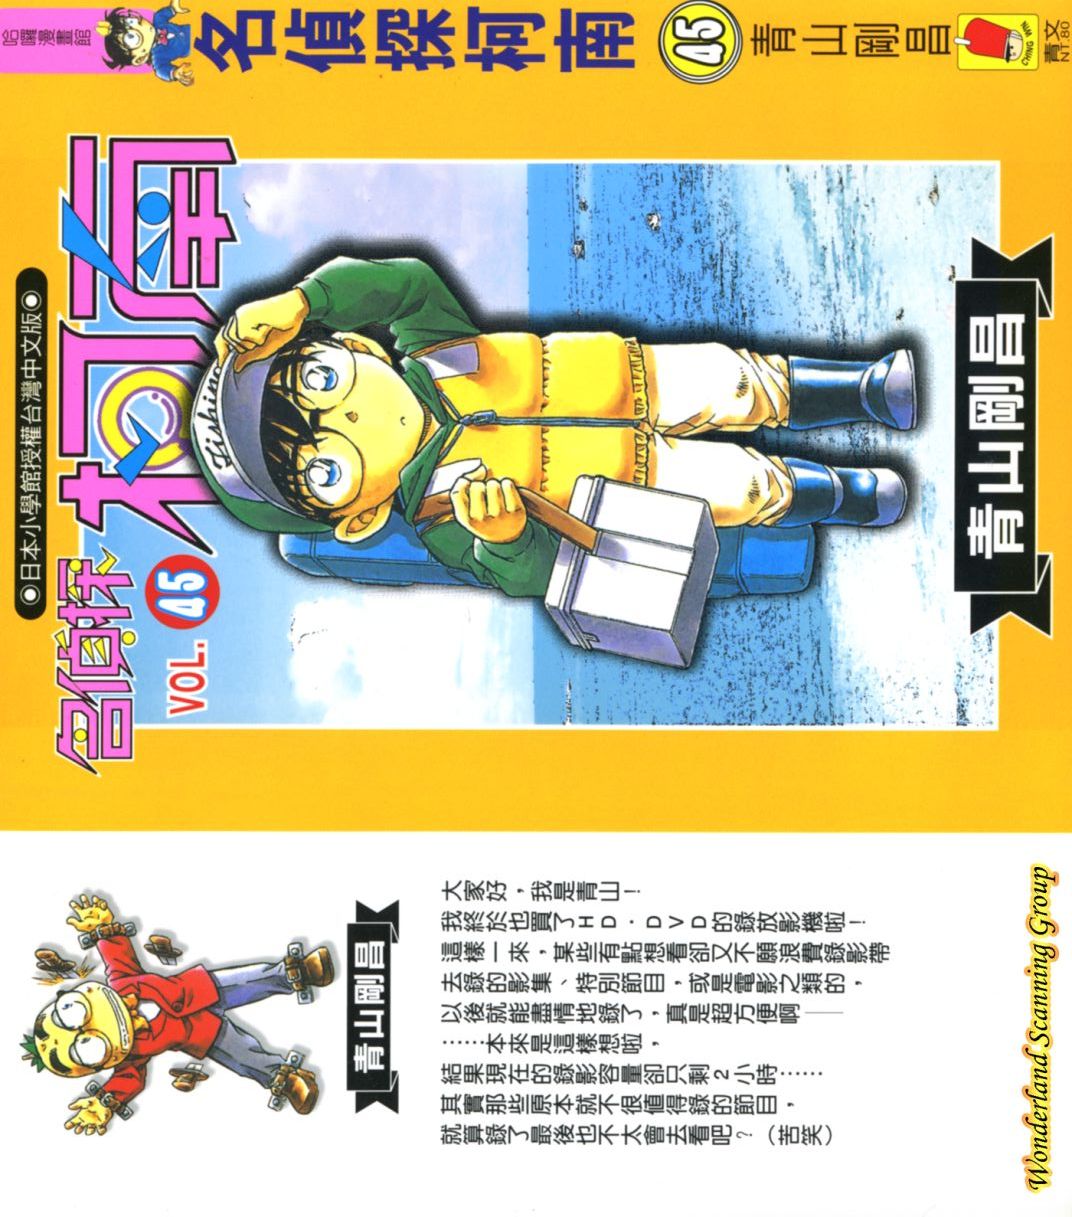 哈囉漫畫館
名偵探柯南
45
青山剛昌
CHING WIN
青文
NT.80
日本小學館授權台灣中文版
名偵探
柯南
VOL. 45
Fishing
青山剛昌
青山剛昌
大家好，我是青山！
我終於也買了HD·DVD的錄放影機啦！
這樣一來，某些有點想看卻又不願浪費錄影帶
去錄的影集、特別節目，或是電影之類的，
以後就能盡情地錄了，真是超方便啊——
……本來是這樣想啦，
結果現在的錄影容量卻只剩2小時……
其實那些原本就不很值得錄的節目，
就算錄了最後也不太會去看吧？（苦笑）
Wonderland Scanning Group